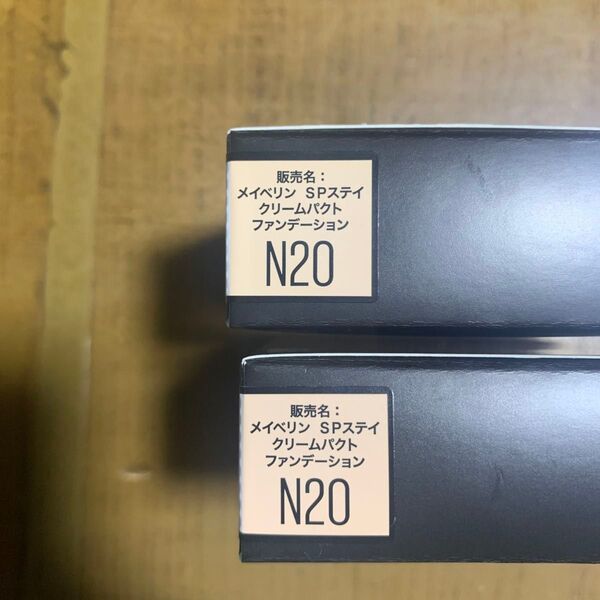 販売名：
メイベリン SPステイ
クリームパクト
ファンデーション
N20
販売名：
メイベリン SPステイ
クリームパクト
ファンデーション
N20